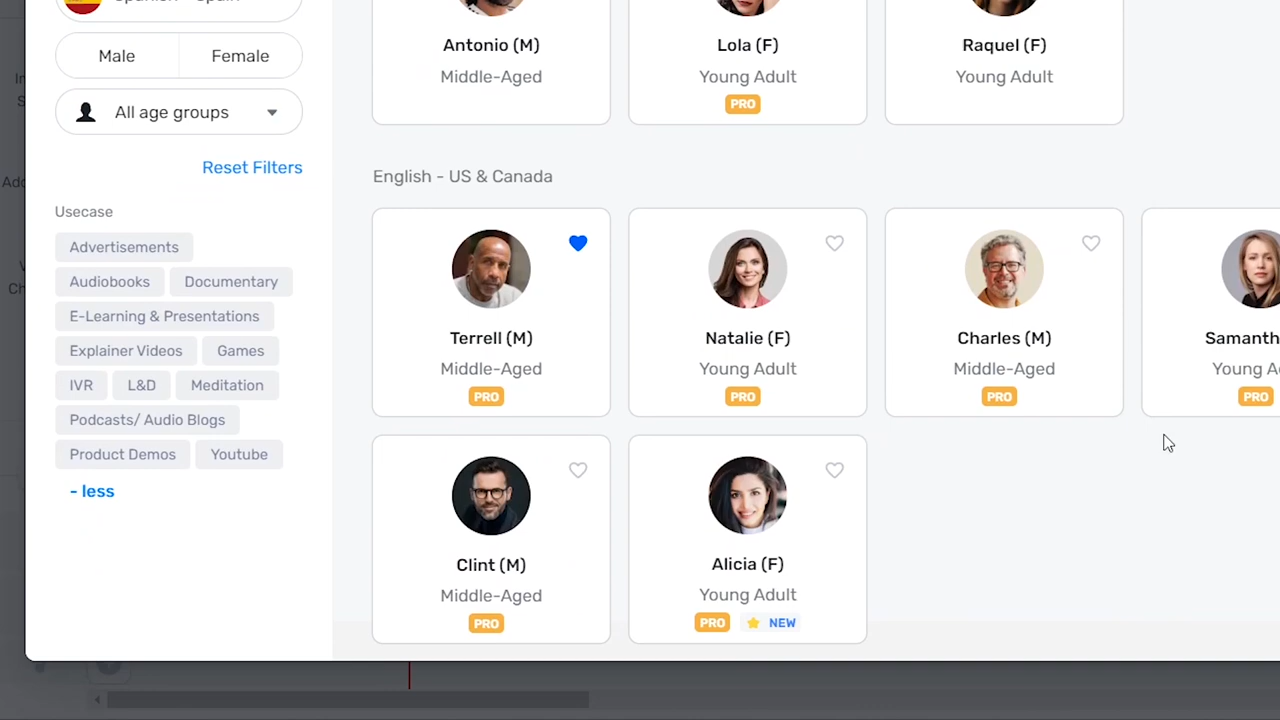 Male
Female
All age groups
Reset Filters
Usecase
Advertisements
Audiobooks
Documentary
E-Learning & Presentations
Explainer Videos
Games
IVR
L&D
Meditation
Podcasts/ Audio Blogs
Product Demos
Youtube
- less
Antonio (M)
Middle-Aged
Lola (F)
Young Adult
PRO
Raquel (F)
Young Adult
English - US & Canada
Terrell (M)
Middle-Aged
PRO
Natalie (F)
Young Adult
PRO
Charles (M)
Middle-Aged
PRO
Samanth
Young A
PRO
Clint (M)
Middle-Aged
PRO
Alicia (F)
Young Adult
PRO
NEW